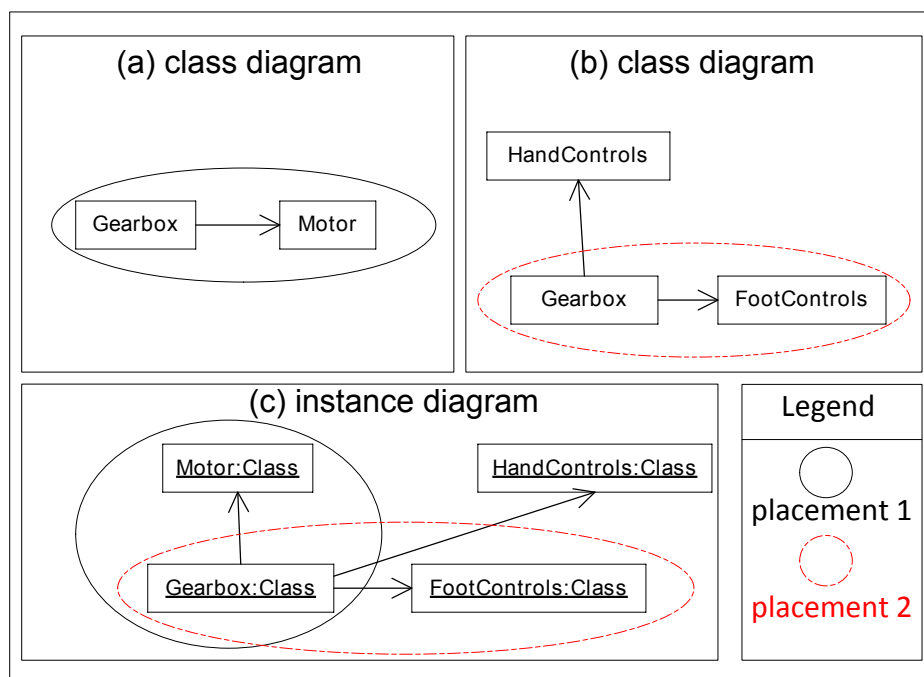 (a) class diagram
Gearbox
Motor
(b) class diagram
HandControls
Gearbox
FootControls
(c) instance diagram
Motor:Class
HandControls:Class
Gearbox:Class
FootControls:Class
Legend
placement 1
placement 2